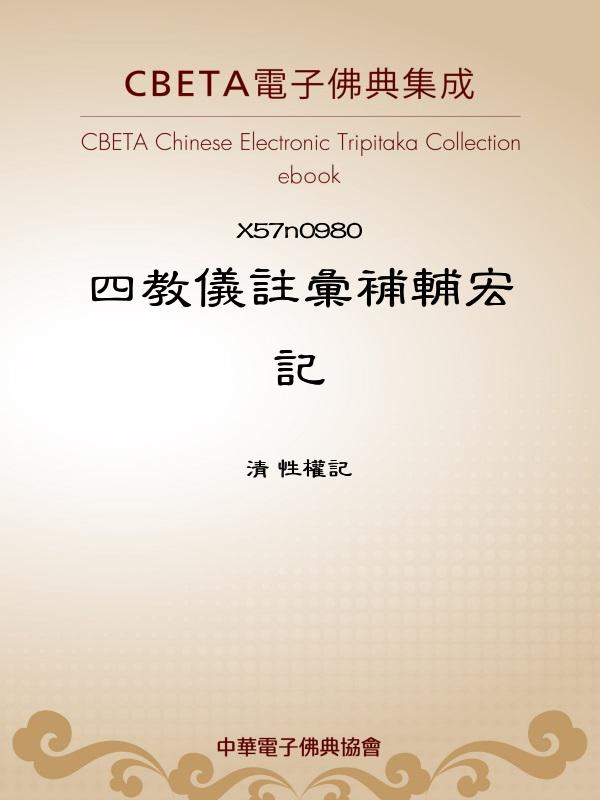 CBETA電子佛典集成
CBETA Chinese Electronic Tripitaka Collection
ebook
X57n0980
四教儀註彙補輔宏
記
清 性權記
中華電子佛典協會